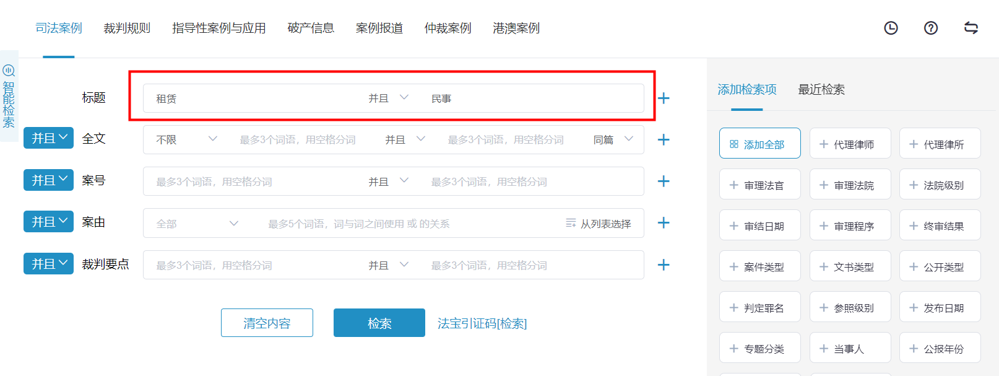 司法案例 裁判规则 指导性案例与应用 破产信息 案例报道 仲裁案例 港澳案例
智能检索
标题 租赁 并且 民事
并且 全文 不限 最多3个词语，用空格分词 并且 最多3个词语，用空格分词 同篇
并且 案号 最多3个词语，用空格分词 并且 最多3个词语，用空格分词
并且 案由 全部 最多5个词语，词与词之间使用 或 的关系 从列表选择
并且 裁判要点 最多3个词语，用空格分词 并且 最多3个词语，用空格分词
清空内容 检索 法宝引证码[检索]
添加检索项 最近检索
添加全部 代理律师 代理律所
审理法官 审理法院 法院级别
审结日期 审理程序 终审结果
案件类型 文书类型 公开类型
判定罪名 参照级别 发布日期
专题分类 当事人 公报年份